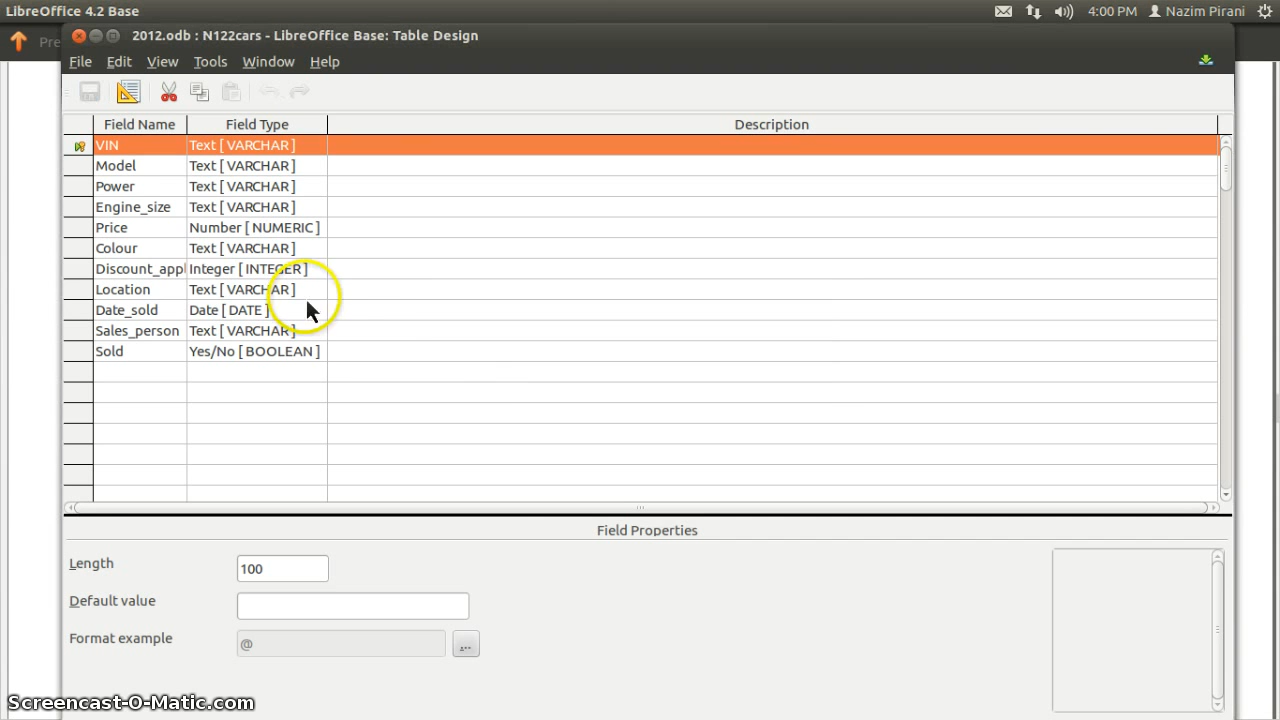 LibreOffice 4.2 Base 4:00 PM Nazim Pirani
Pre
2012.odb : N122cars - LibreOffice Base: Table Design
File Edit View Tools Window Help
Field Name Field Type Description
VIN Text [ VARCHAR ]
Model Text [ VARCHAR ]
Power Text [ VARCHAR ]
Engine_size Text [ VARCHAR ]
Price Number [ NUMERIC ]
Colour Text [ VARCHAR ]
Discount_appl Integer [ INTEGER ]
Location Text [ VARCHAR ]
Date_sold Date [ DATE ]
Sales_person Text [ VARCHAR ]
Sold Yes/No [ BOOLEAN ]
Field Properties
Length 100
Default value
Format example @ ...
Screencast-O-Matic.com